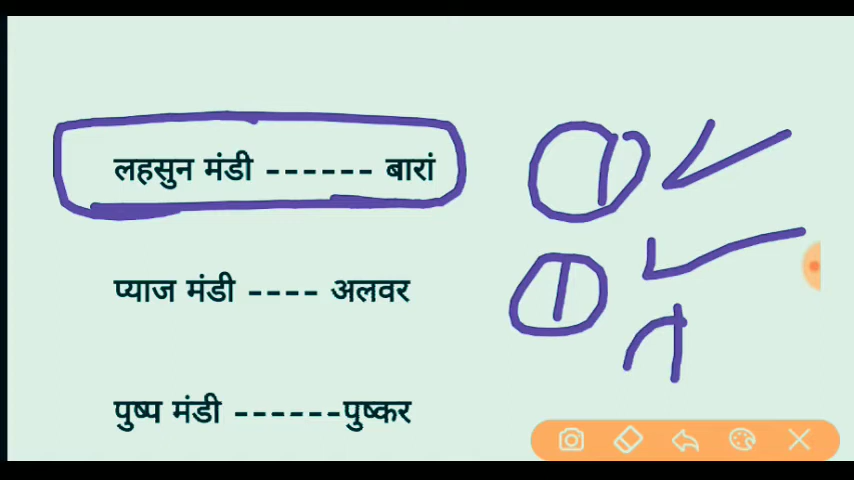 लहसुन मंडी ------ बारां
प्याज मंडी ---- अलवर
पुष्प मंडी ------पुष्कर